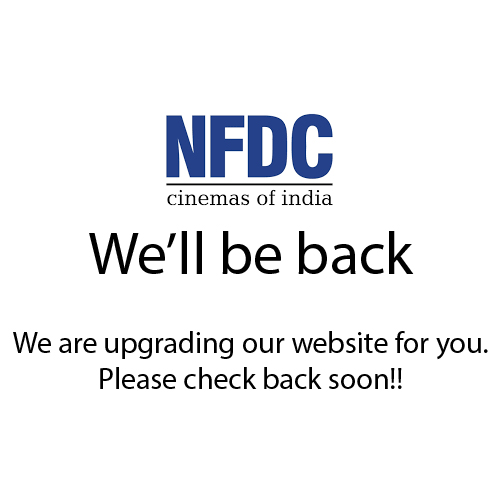 NFDC
cinemas of india
We’ll be back
We are upgrading our website for you.
Please check back soon!!